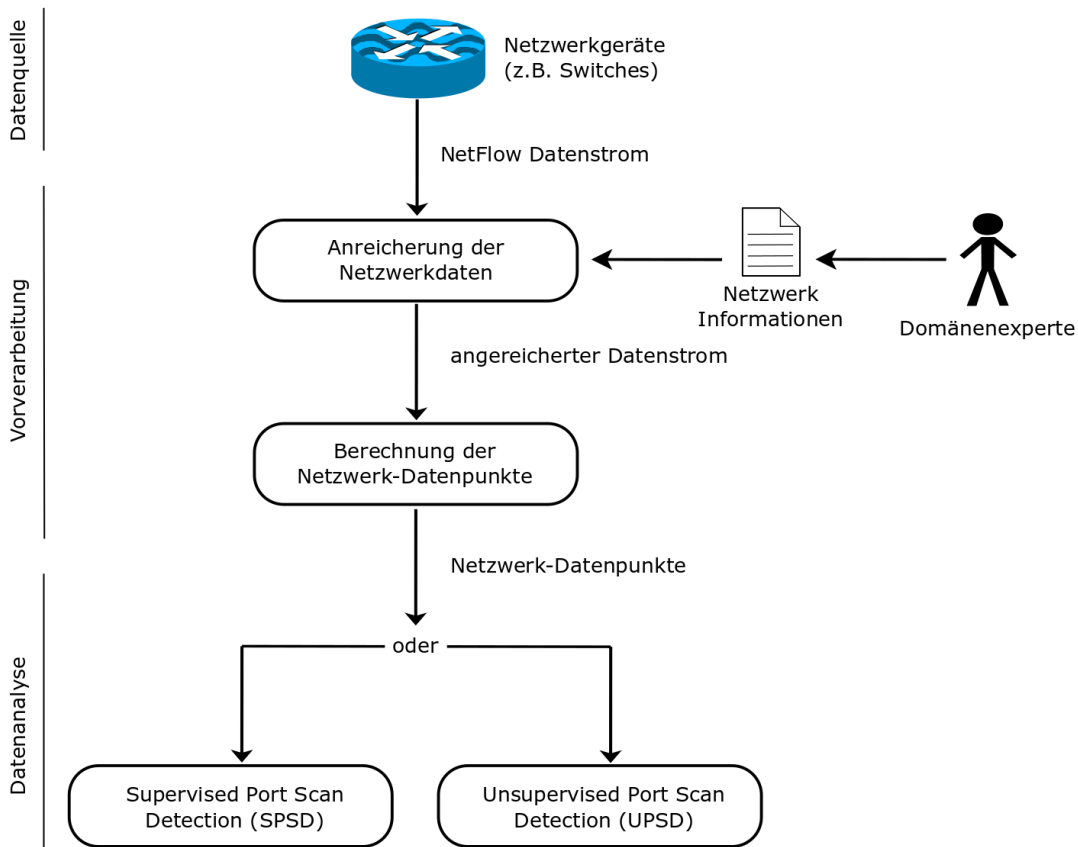 Datenquelle
Netzwerkgeräte
(z.B. Switches)
NetFlow Datenstrom
Vorverarbeitung
Anreicherung der
Netzwerkdaten
Netzwerk
Informationen
Domänenexperte
angereicherter Datenstrom
Berechnung der
Netzwerk-Datenpunkte
Netzwerk-Datenpunkte
Datenanalyse
oder
Supervised Port Scan
Detection (SPSD)
Unsupervised Port Scan
Detection (UPSD)